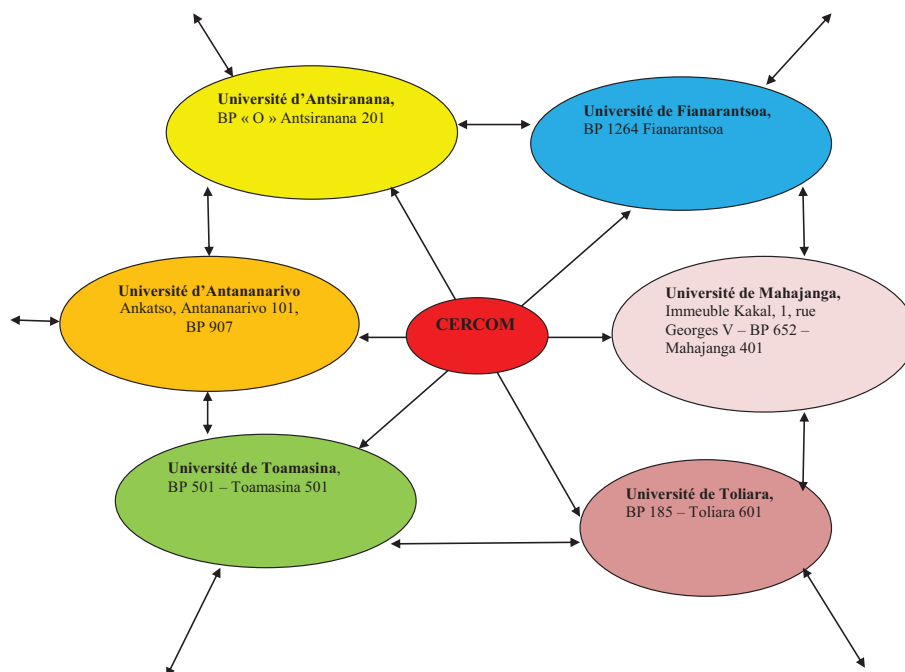 Université d’Antsiranana,
BP « O » Antsiranana 201
Université de Fianarantsoa,
BP 1264 Fianarantsoa
Université d’Antananarivo
Ankatso, Antananarivo 101,
BP 907
CERCOM
Université de Mahajanga,
Immeuble Kakal, 1, rue
Georges V – BP 652 –
Mahajanga 401
Université de Toamasina,
BP 501 – Toamasina 501
Université de Toliara,
BP 185 – Toliara 601